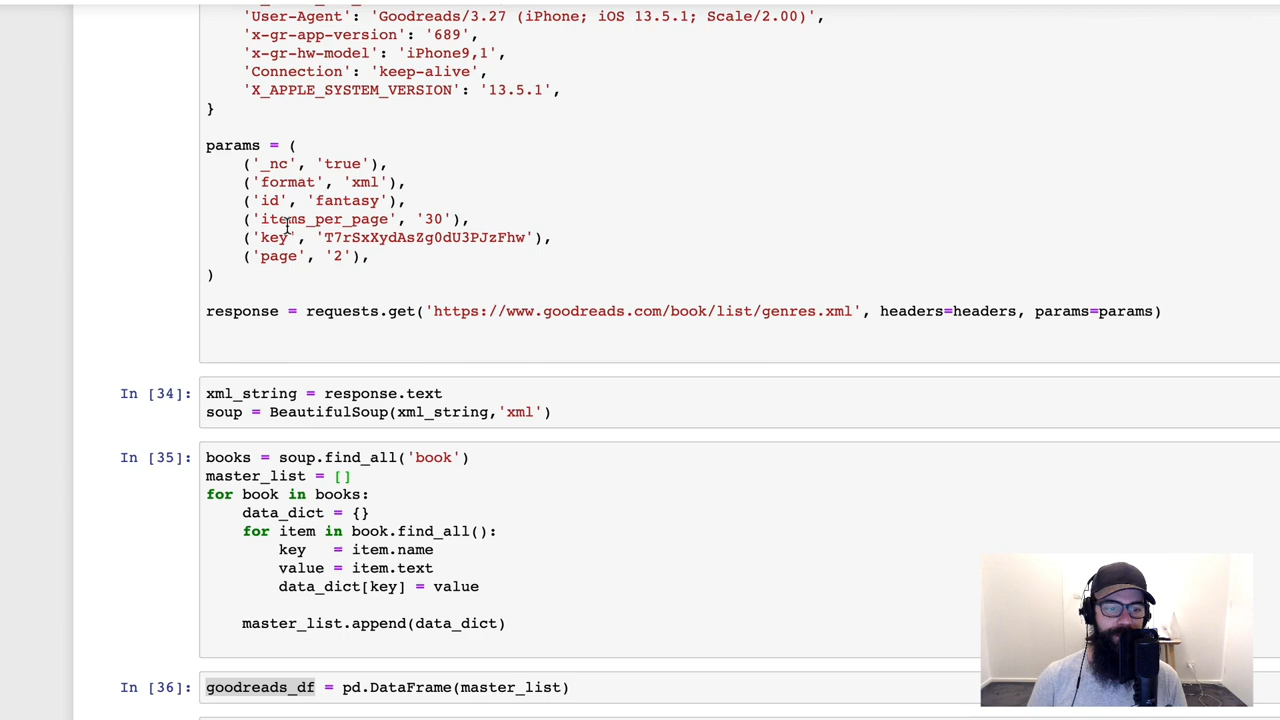 'User-Agent': 'Goodreads/3.27 (iPhone; iOS 13.5.1; Scale/2.00)',
'x-gr-app-version': '689',
'x-gr-hw-model': 'iPhone9,1',
'Connection': 'keep-alive',
'X_APPLE_SYSTEM_VERSION': '13.5.1',
}
params = (
('_nc', 'true'),
('format', 'xml'),
('id', 'fantasy'),
('items_per_page', '30'),
('key', 'T7rSxXydAsZg0dU3PJzFhw'),
('page', '2'),
)
response = requests.get('https://www.goodreads.com/book/list/genres.xml', headers=headers, params=params)
In [34]: xml_string = response.text
soup = BeautifulSoup(xml_string,'xml')
In [35]: books = soup.find_all('book')
master_list = []
for book in books:
data_dict = {}
for item in book.find_all():
key = item.name
value = item.text
data_dict[key] = value
master_list.append(data_dict)
In [36]: goodreads_df = pd.DataFrame(master_list)